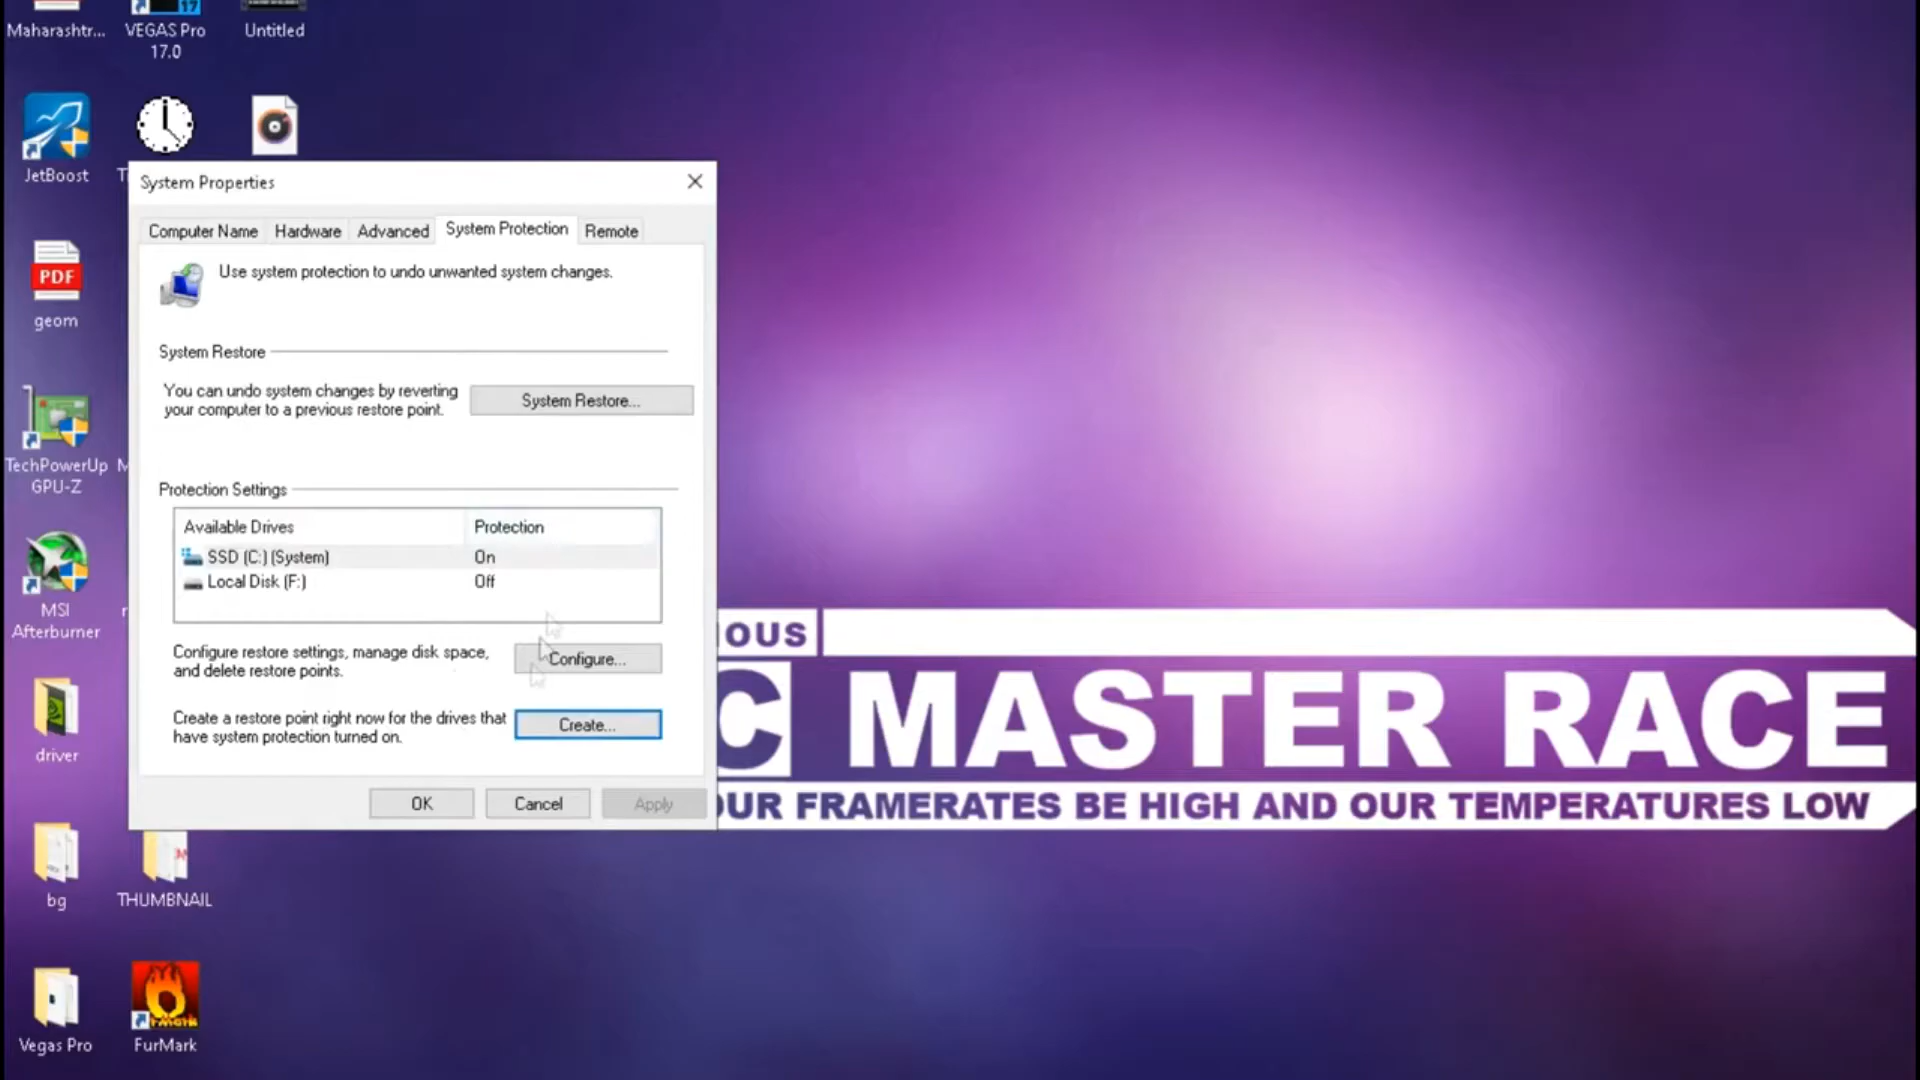 Maharashtr...
VEGAS Pro
17.0
Untitled
17
JetBoost
PDF
geom
TechPowerUp
GPU-Z
MSI
Afterburner
driver
bg
THUMBNAIL
Vegas Pro
FurMark
System Properties
Computer Name
Hardware
Advanced
System Protection
Remote
Use system protection to undo unwanted system changes.
System Restore
You can undo system changes by reverting
your computer to a previous restore point.
System Restore...
Protection Settings
Available Drives
Protection
SSD (C:) (System)
On
Local Disk (F:)
Off
Configure restore settings, manage disk space,
and delete restore points.
Configure...
Create a restore point right now for the drives that
have system protection turned on.
Create...
OK
Cancel
Apply
IOUS
C MASTER RACE
OUR FRAMERATES BE HIGH AND OUR TEMPERATURES LOW